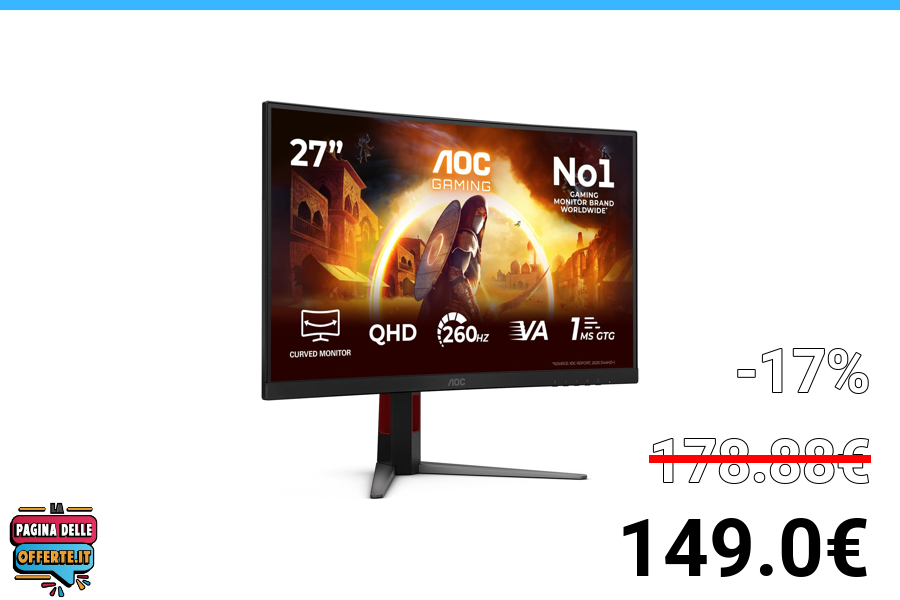 27”
AOC
GAMING
No1
GAMING
MONITOR BRAND
WORLDWIDE*
CURVED MONITOR
QHD
260HZ
VA
1MS GTG
AOC
-17%
178.88€
149.0€
LA
PAGINA DELLE
OFFERTE.IT